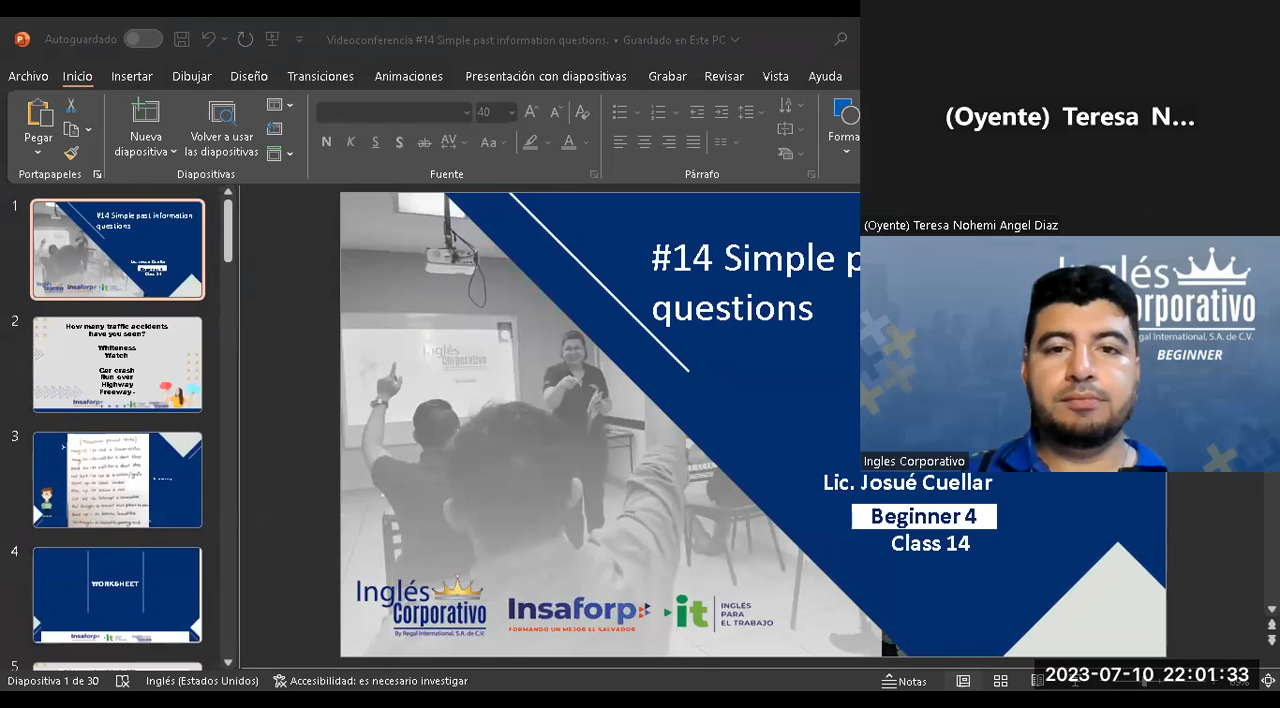 Autoguardado
Videoconferencia #14 Simple past information questions. • Guardado en Este PC
Archivo Inicio Insertar Dibujar Diseño Transiciones Animaciones Presentación con diapositivas Grabar Revisar Vista Ayuda
Pegar
Nueva diapositiva
Volver a usar las diapositivas
40
N K S S ab AV Aa A
Forma
Portapapeles Diapositivas Fuente Párrafo
(Oyente) Teresa N...
(Oyente) Teresa Nohemi Angel Diaz
Inglés
Corporativo
By Regal International, S.A. de C.V.
BEGINNER
Ingles Corporativo
1
#14 Simple past information
questions
2
How many traffic accidents
have you seen?
Whiteness
Watch
Car crash
Run over
Highway
Freeway-
Insaforp
3
4
WORKSHEET
5
#14 Simple p
questions
Lic. Josué Cuellar
Beginner 4
Class 14
Inglés
Corporativo
By Regal International, S.A. de C.V.
Insaforp
FORMANDO UN MEJOR EL SALVADOR
it
INGLÉS
PARA
EL TRABAJO
Diapositiva 1 de 30 Inglés (Estados Unidos) Accesibilidad: es necesario investigar Notas
2023-07-10 22:01:33